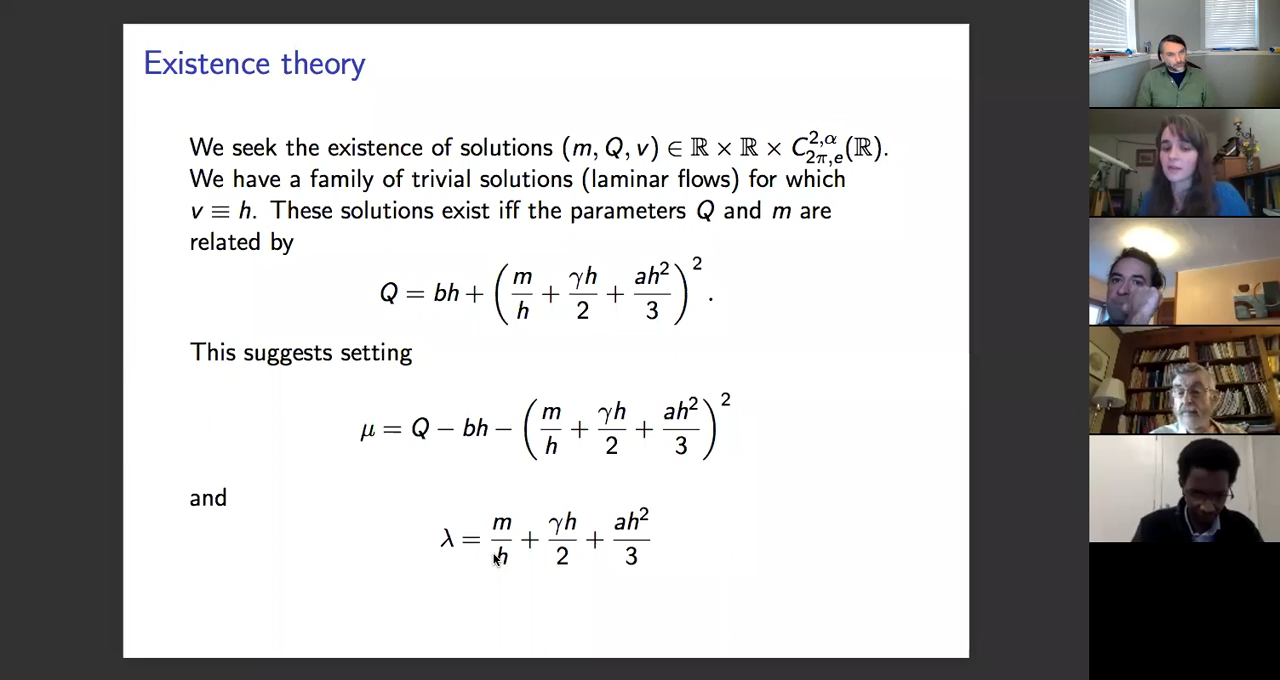 Existence theory
We seek the existence of solutions (m, Q, v) ∈ ℝ × ℝ × C^{2,α}_{2π,e}(ℝ).
We have a family of trivial solutions (laminar flows) for which
v ≡ h. These solutions exist iff the parameters Q and m are
related by
Q = bh + (m/h + γh/2 + ah²/3)².
This suggests setting
μ = Q − bh − (m/h + γh/2 + ah²/3)²
and
λ = m/h + γh/2 + ah²/3